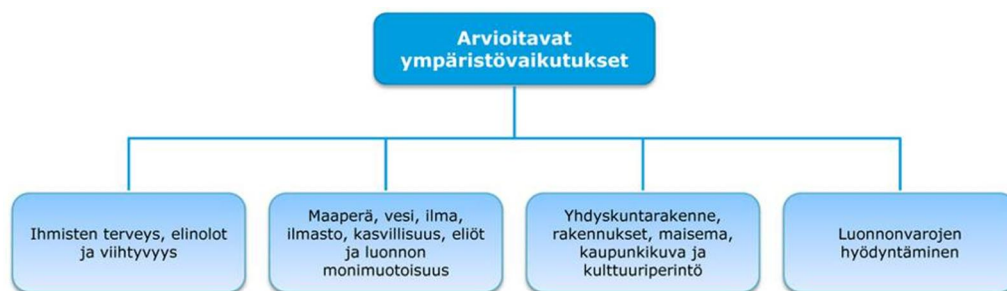 Arvioitavat
ympäristövaikutukset
Ihmisten terveys, elinolot
ja viihtyvyys
Maaperä, vesi, ilma,
ilmasto, kasvillisuus, eliöt
ja luonnon
monimuotoisuus
Yhdyskuntarakenne,
rakennukset, maisema,
kaupunkikuva ja
kulttuuriperintö
Luonnonvarojen
hyödyntäminen